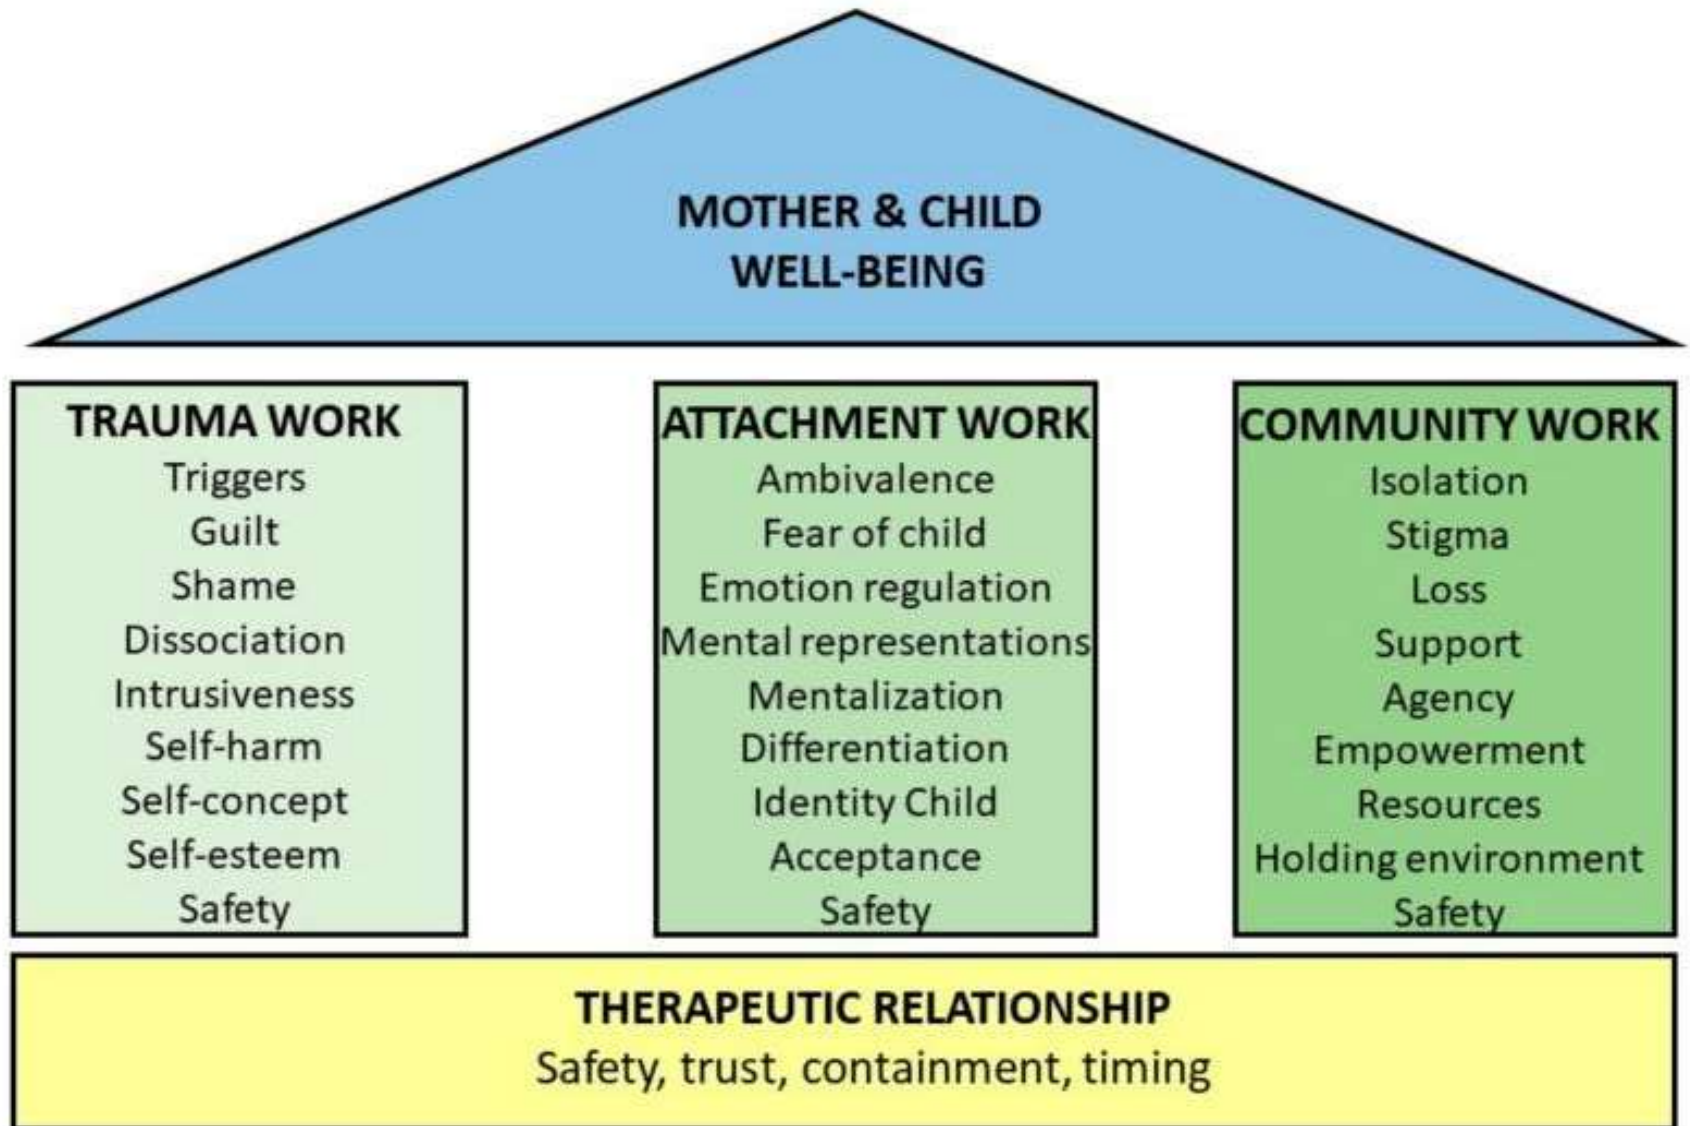 MOTHER & CHILD
WELL-BEING
TRAUMA WORK
Triggers
Guilt
Shame
Dissociation
Intrusiveness
Self-harm
Self-concept
Self-esteem
Safety
ATTACHMENT WORK
Ambivalence
Fear of child
Emotion regulation
Mental representations
Mentalization
Differentiation
Identity Child
Acceptance
Safety
COMMUNITY WORK
Isolation
Stigma
Loss
Support
Agency
Empowerment
Resources
Holding environment
Safety
THERAPEUTIC RELATIONSHIP
Safety, trust, containment, timing